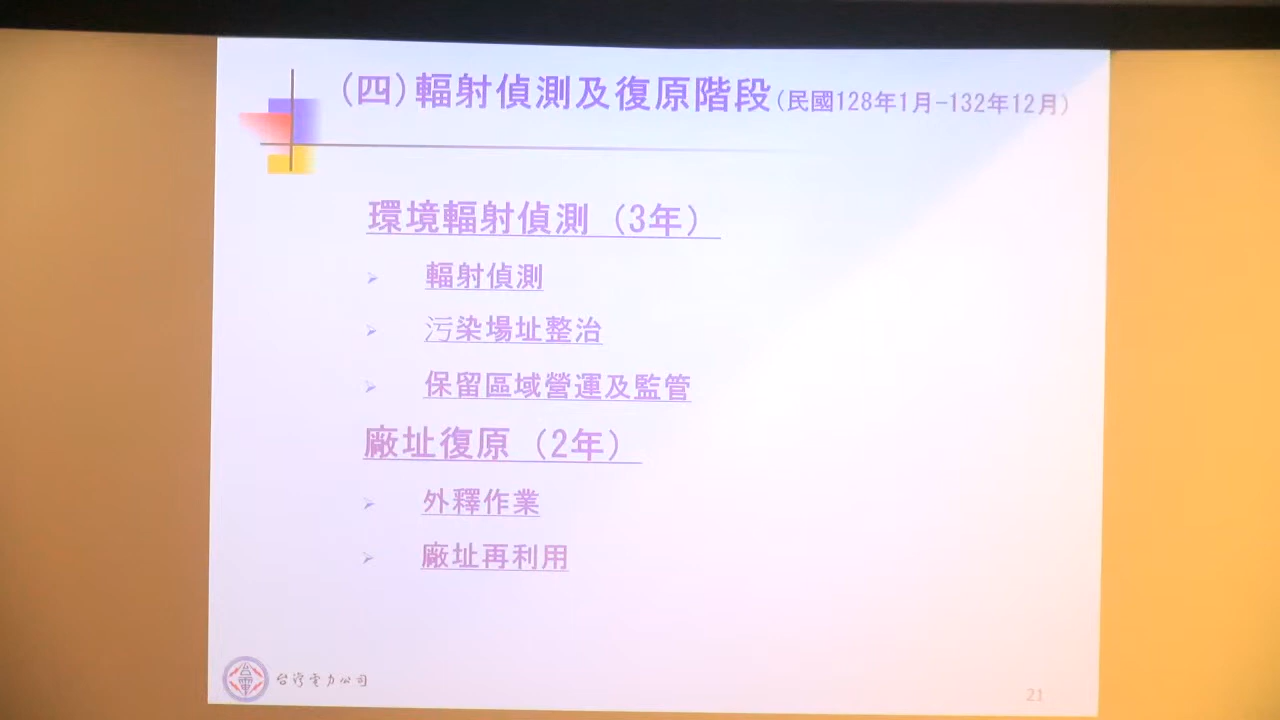 (四)輻射偵測及復原階段(民國128年1月-132年12月)
環境輻射偵測（3年）
輻射偵測
污染場址整治
保留區域營運及監管
廠址復原（2年）
外釋作業
廠址再利用
台電
台灣電力公司
21